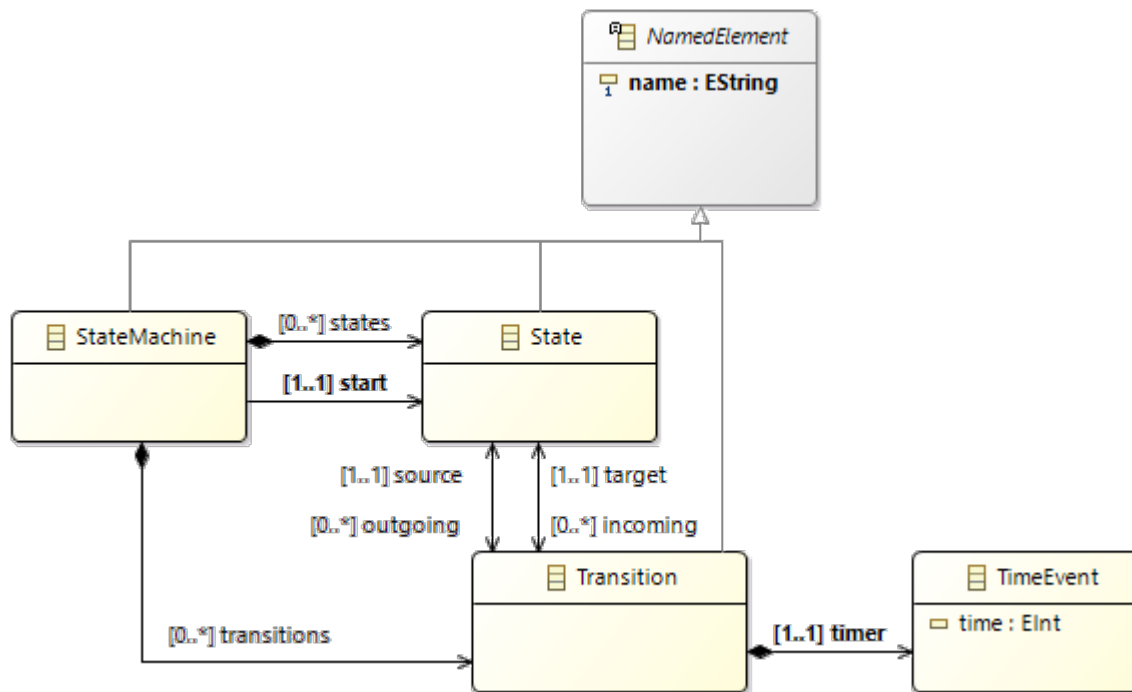 NamedElement
name : EString
StateMachine
[0..*] states
State
[1..1] start
[1..1] source
[1..1] target
[0..*] outgoing
[0..*] incoming
Transition
TimeEvent
[0..*] transitions
[1..1] timer
time : EInt